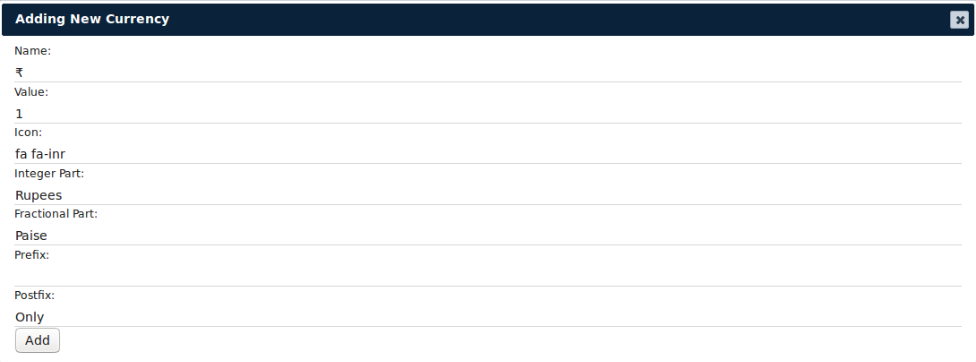 Adding New Currency
Name:
₹
Value:
1
Icon:
fa fa-inr
Integer Part:
Rupees
Fractional Part:
Paise
Prefix:
Postfix:
Only
Add